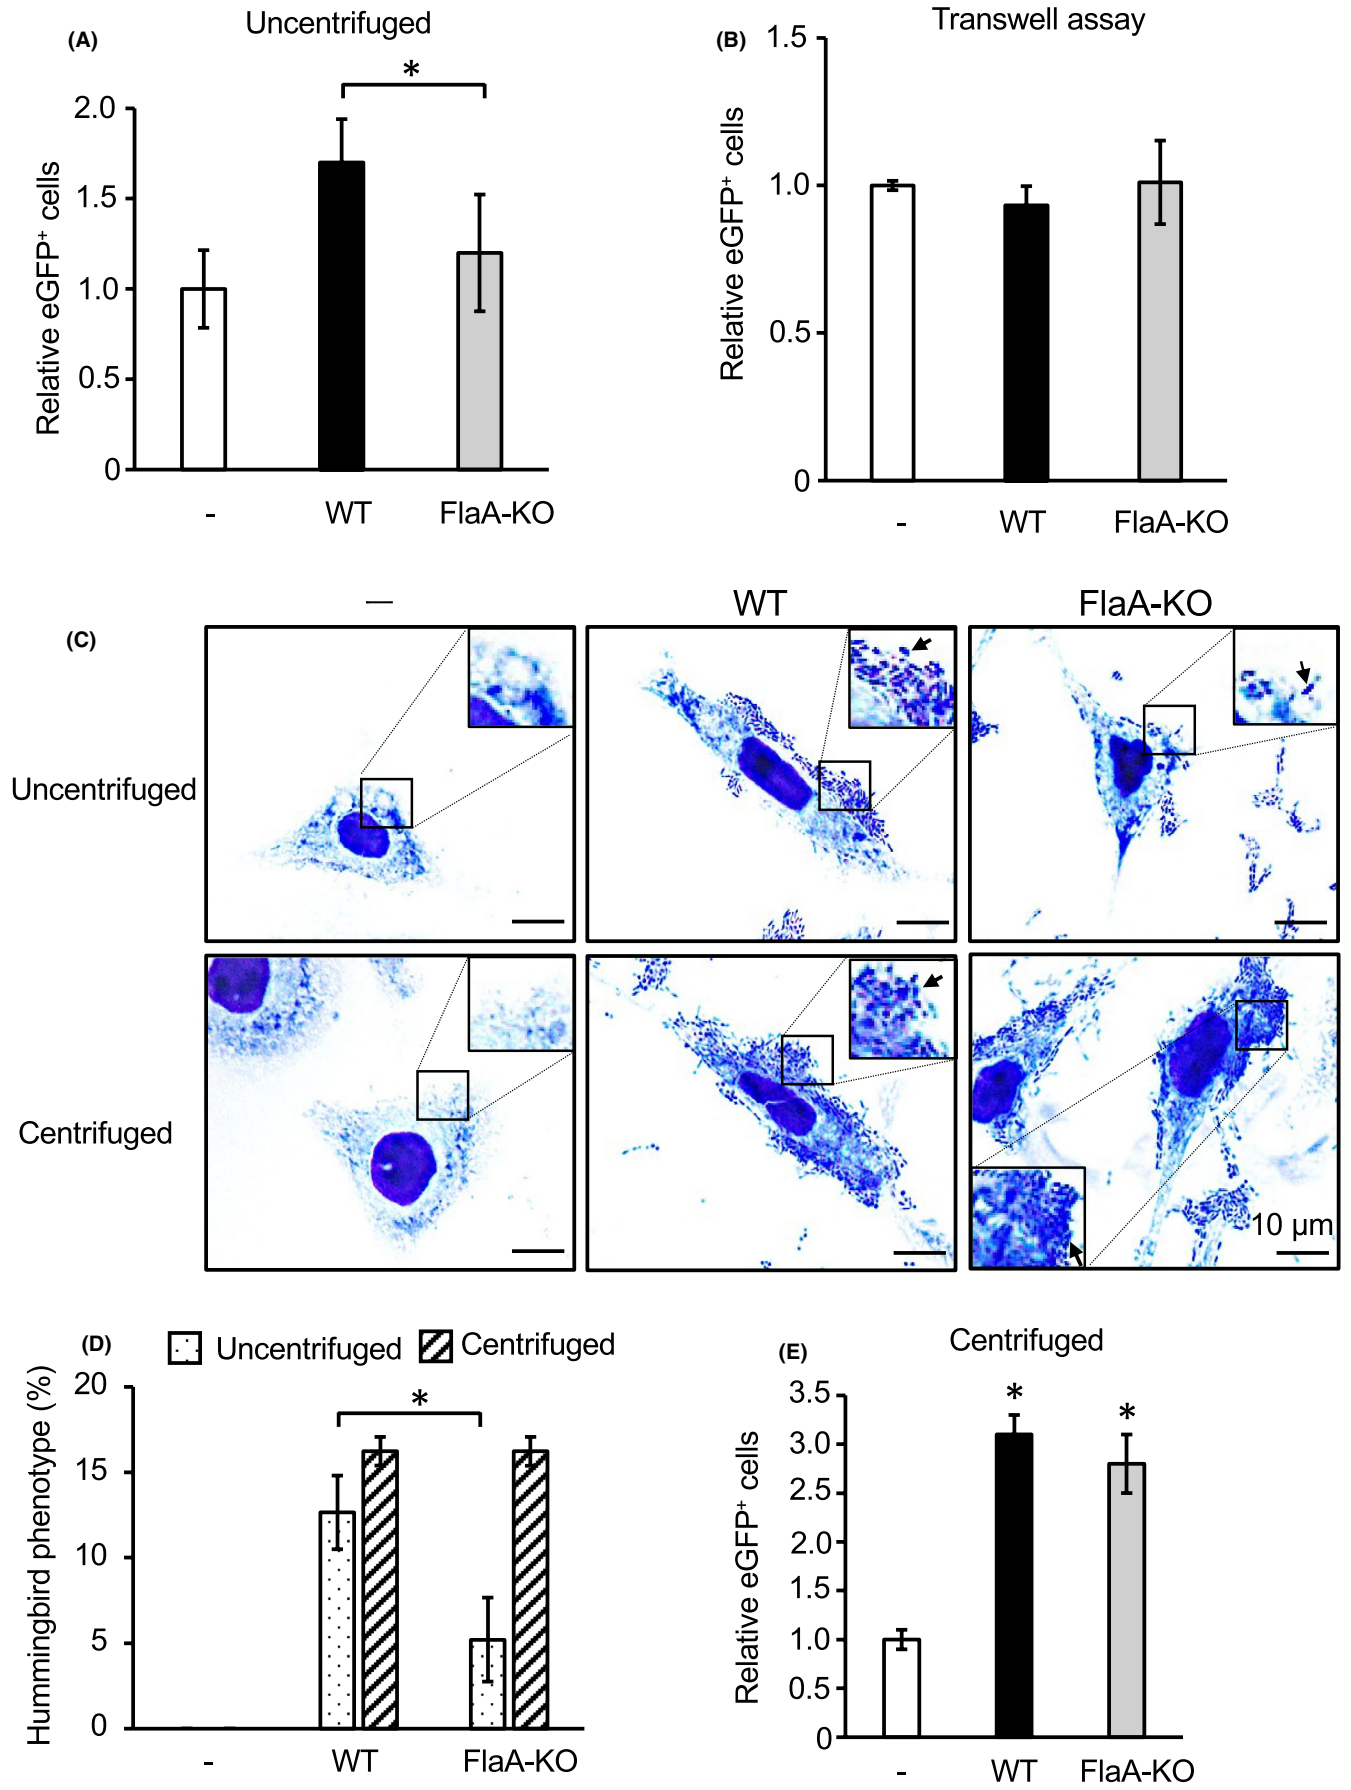 (A)
Uncentrifuged
*
Relative eGFP⁺ cells
2.0
1.5
1.0
0.5
0
-
WT
FlaA-KO
(B)
Transwell assay
Relative eGFP⁺ cells
1.5
1.0
0.5
0
-
WT
FlaA-KO
(C)
—
WT
FlaA-KO
Uncentrifuged
Centrifuged
10 µm
(D)
Uncentrifuged
Centrifuged
*
Hummingbird phenotype (%)
20
15
10
5
0
-
WT
FlaA-KO
(E)
Centrifuged
*
*
Relative eGFP⁺ cells
3.5
3.0
2.5
2.0
1.5
1.0
0.5
0
-
WT
FlaA-KO